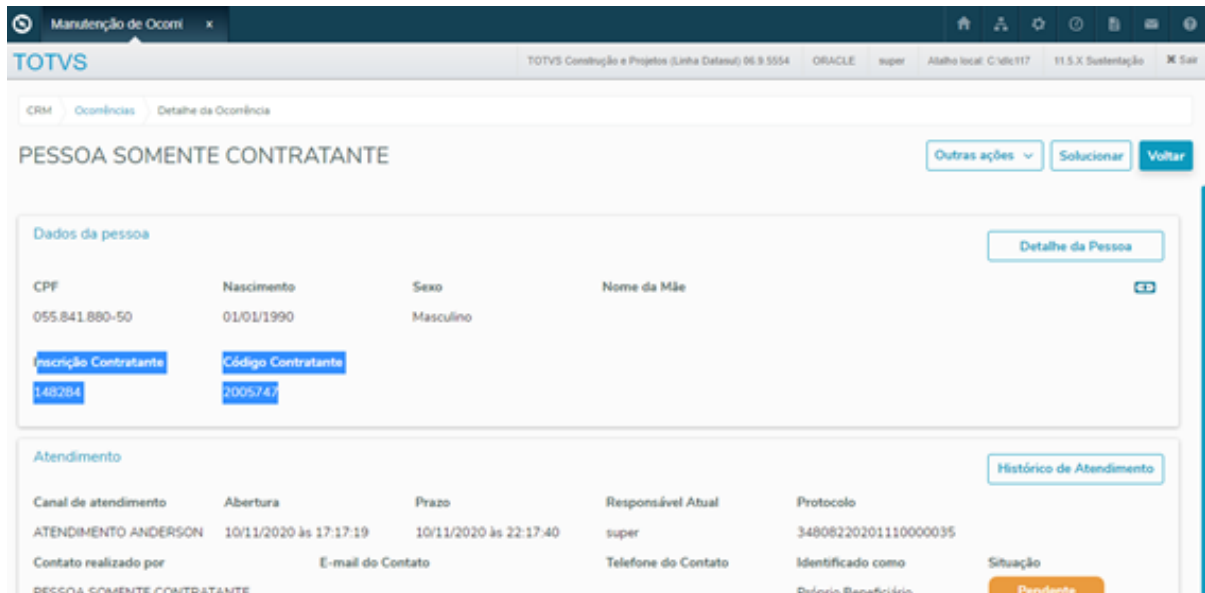 Manutenção de Ocorri x
TOTVS
TOTVS Construção e Projetos (Linha Datasul) 06.9.5554 ORACLE super Atalho local: C:\dlc117 11.5.X Sustentação ✖ Sair
CRM Ocorrências Detalhe da Ocorrência
PESSOA SOMENTE CONTRATANTE
Outras ações Solucionar Voltar
Dados da pessoa
Detalhe da Pessoa
CPF Nascimento Sexo Nome da Mãe
055.841.880-50 01/01/1990 Masculino
Inscrição Contratante Código Contratante
148284 2005747
Atendimento
Histórico de Atendimento
Canal de atendimento Abertura Prazo Responsável Atual Protocolo
ATENDIMENTO ANDERSON 10/11/2020 às 17:17:19 10/11/2020 às 22:17:40 super 34808220201110000035
Contato realizado por E-mail do Contato Telefone do Contato Identificado como Situação
PESSOA SOMENTE CONTRATANTE Próprio Beneficiário Pendente